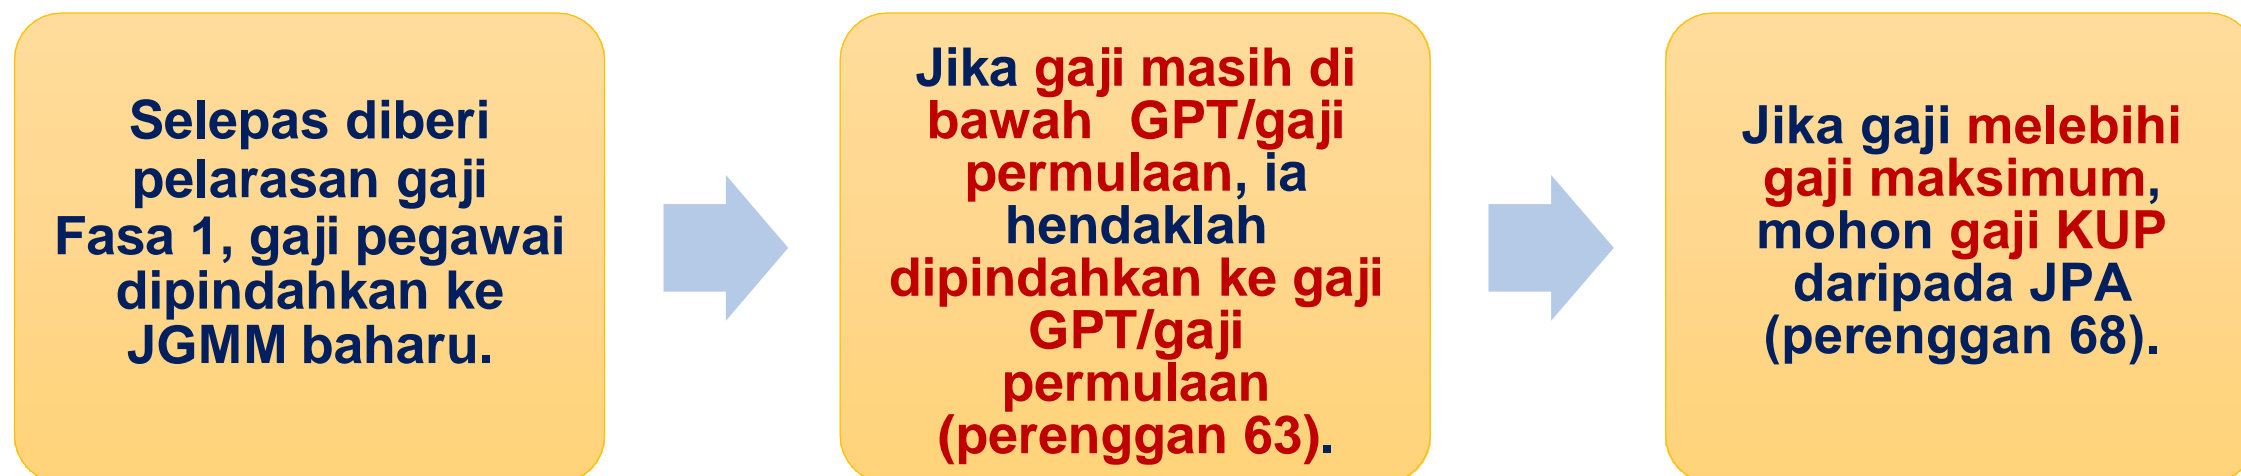 Selepas diberi
pelarasan gaji
Fasa 1, gaji pegawai
dipindahkan ke
JGMM baharu.
Jika gaji masih di
bawah GPT/gaji
permulaan, ia
hendaklah
dipindahkan ke gaji
GPT/gaji
permulaan
(perenggan 63).
Jika gaji melebihi
gaji maksimum,
mohon gaji KUP
daripada JPA
(perenggan 68).